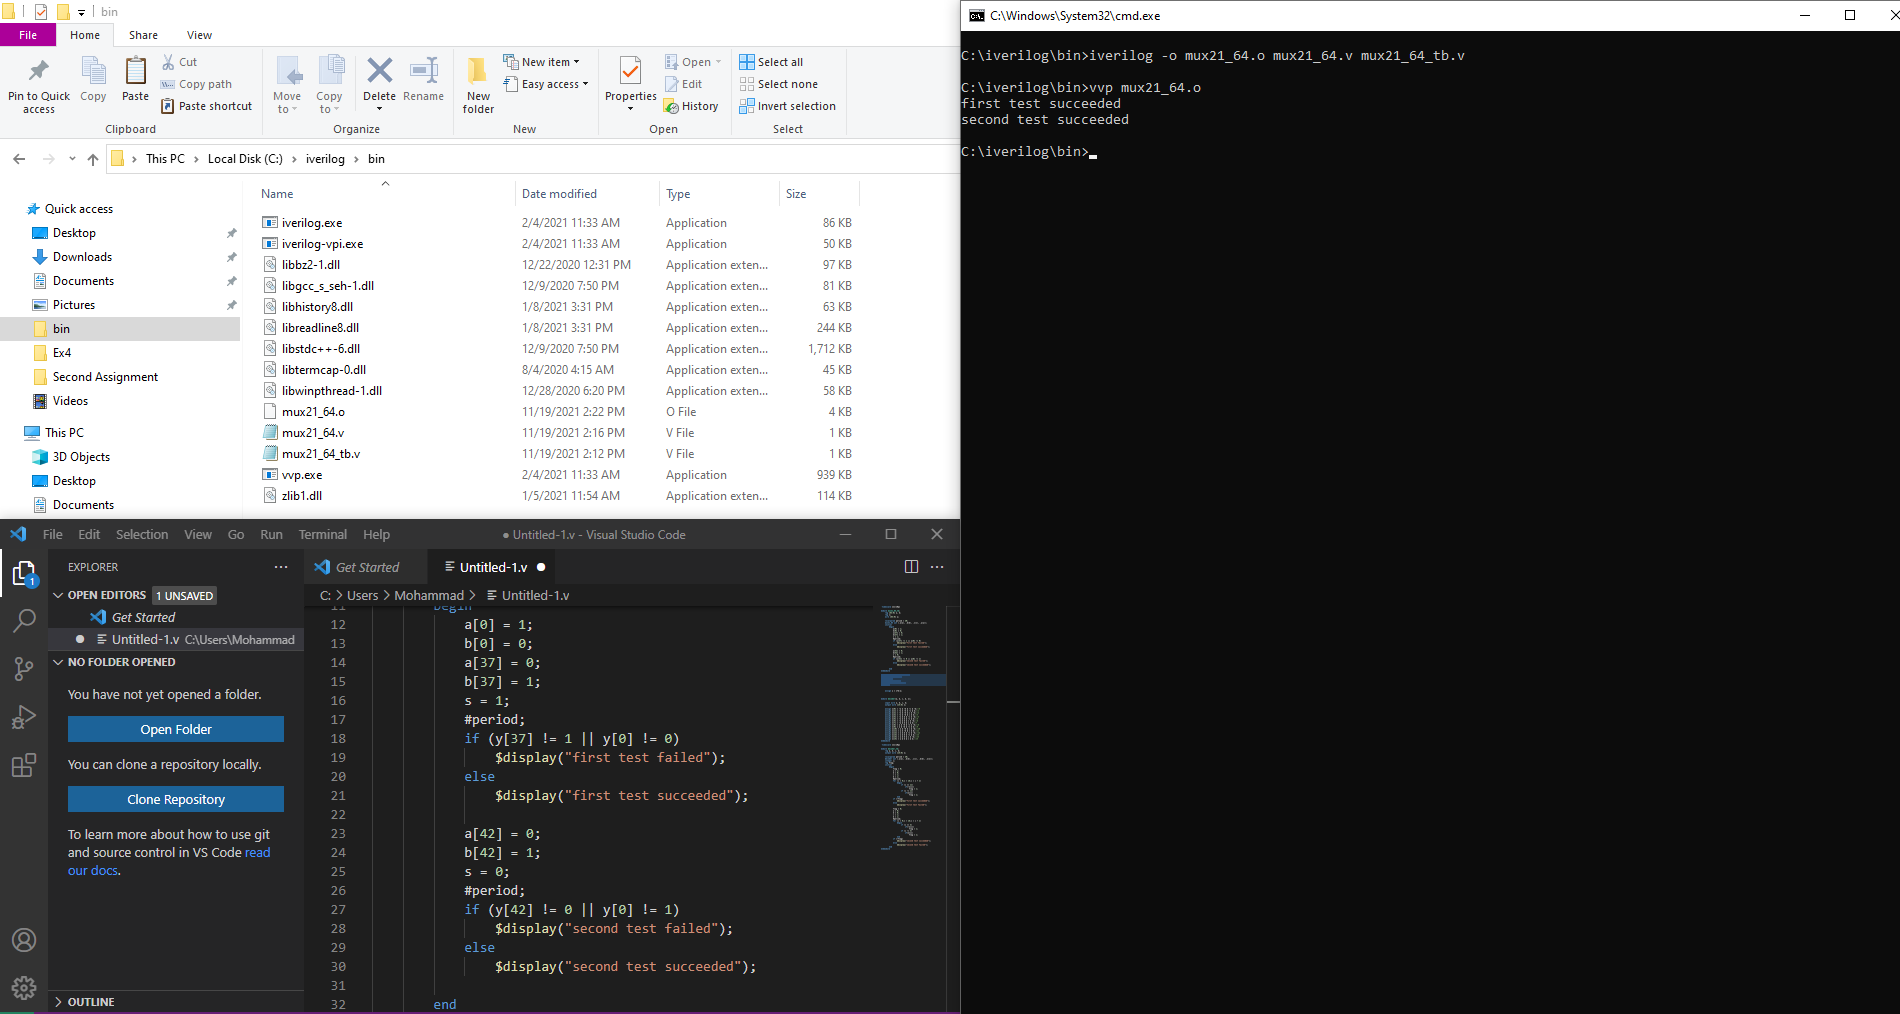 bin
File Home Share View
Pin to Quick access
Copy
Paste
Cut
Copy path
Paste shortcut
Clipboard
Move to
Copy to
Delete
Rename
Organize
New folder
New item
Easy access
New
Properties
Open
Edit
History
Open
Select all
Select none
Invert selection
Select
This PC › Local Disk (C:) › iverilog › bin
Quick access
Desktop
Downloads
Documents
Pictures
bin
Ex4
Second Assignment
Videos
This PC
3D Objects
Desktop
Documents
Name Date modified Type Size
iverilog.exe 2/4/2021 11:33 AM Application 86 KB
iverilog-vpi.exe 2/4/2021 11:33 AM Application 50 KB
libbz2-1.dll 12/22/2020 12:31 PM Application exten... 97 KB
libgcc_s_seh-1.dll 12/9/2020 7:50 PM Application exten... 81 KB
libhistory8.dll 1/8/2021 3:31 PM Application exten... 63 KB
libreadline8.dll 1/8/2021 3:31 PM Application exten... 244 KB
libstdc++-6.dll 12/9/2020 7:50 PM Application exten... 1,712 KB
libtermcap-0.dll 8/4/2020 4:15 AM Application exten... 45 KB
libwinpthread-1.dll 12/28/2020 6:20 PM Application exten... 58 KB
mux21_64.o 11/19/2021 2:22 PM O File 4 KB
mux21_64.v 11/19/2021 2:16 PM V File 1 KB
mux21_64_tb.v 11/19/2021 2:12 PM V File 1 KB
vvp.exe 2/4/2021 11:33 AM Application 939 KB
zlib1.dll 1/5/2021 11:54 AM Application exten... 114 KB
C:\Windows\System32\cmd.exe
C:\iverilog\bin>iverilog -o mux21_64.o mux21_64.v mux21_64_tb.v
C:\iverilog\bin>vvp mux21_64.o
first test succeeded
second test succeeded
C:\iverilog\bin>
File Edit Selection View Go Run Terminal Help
● Untitled-1.v - Visual Studio Code
1
EXPLORER
OPEN EDITORS 1 UNSAVED
Get Started
Untitled-1.v C:\Users\Mohammad
NO FOLDER OPENED
You have not yet opened a folder.
Open Folder
You can clone a repository locally.
Clone Repository
To learn more about how to use git
and source control in VS Code read
our docs.
OUTLINE
Get Started
Untitled-1.v
C: > Users > Mohammad > Untitled-1.v
11 begin
12 a[0] = 1;
13 b[0] = 0;
14 a[37] = 0;
15 b[37] = 1;
16 s = 1;
17 #period;
18 if (y[37] != 1 || y[0] != 0)
19 $display("first test failed");
20 else
21 $display("first test succeeded");
22
23 a[42] = 0;
24 b[42] = 1;
25 s = 0;
26 #period;
27 if (y[42] != 0 || y[0] != 1)
28 $display("second test failed");
29 else
30 $display("second test succeeded");
31
32 end